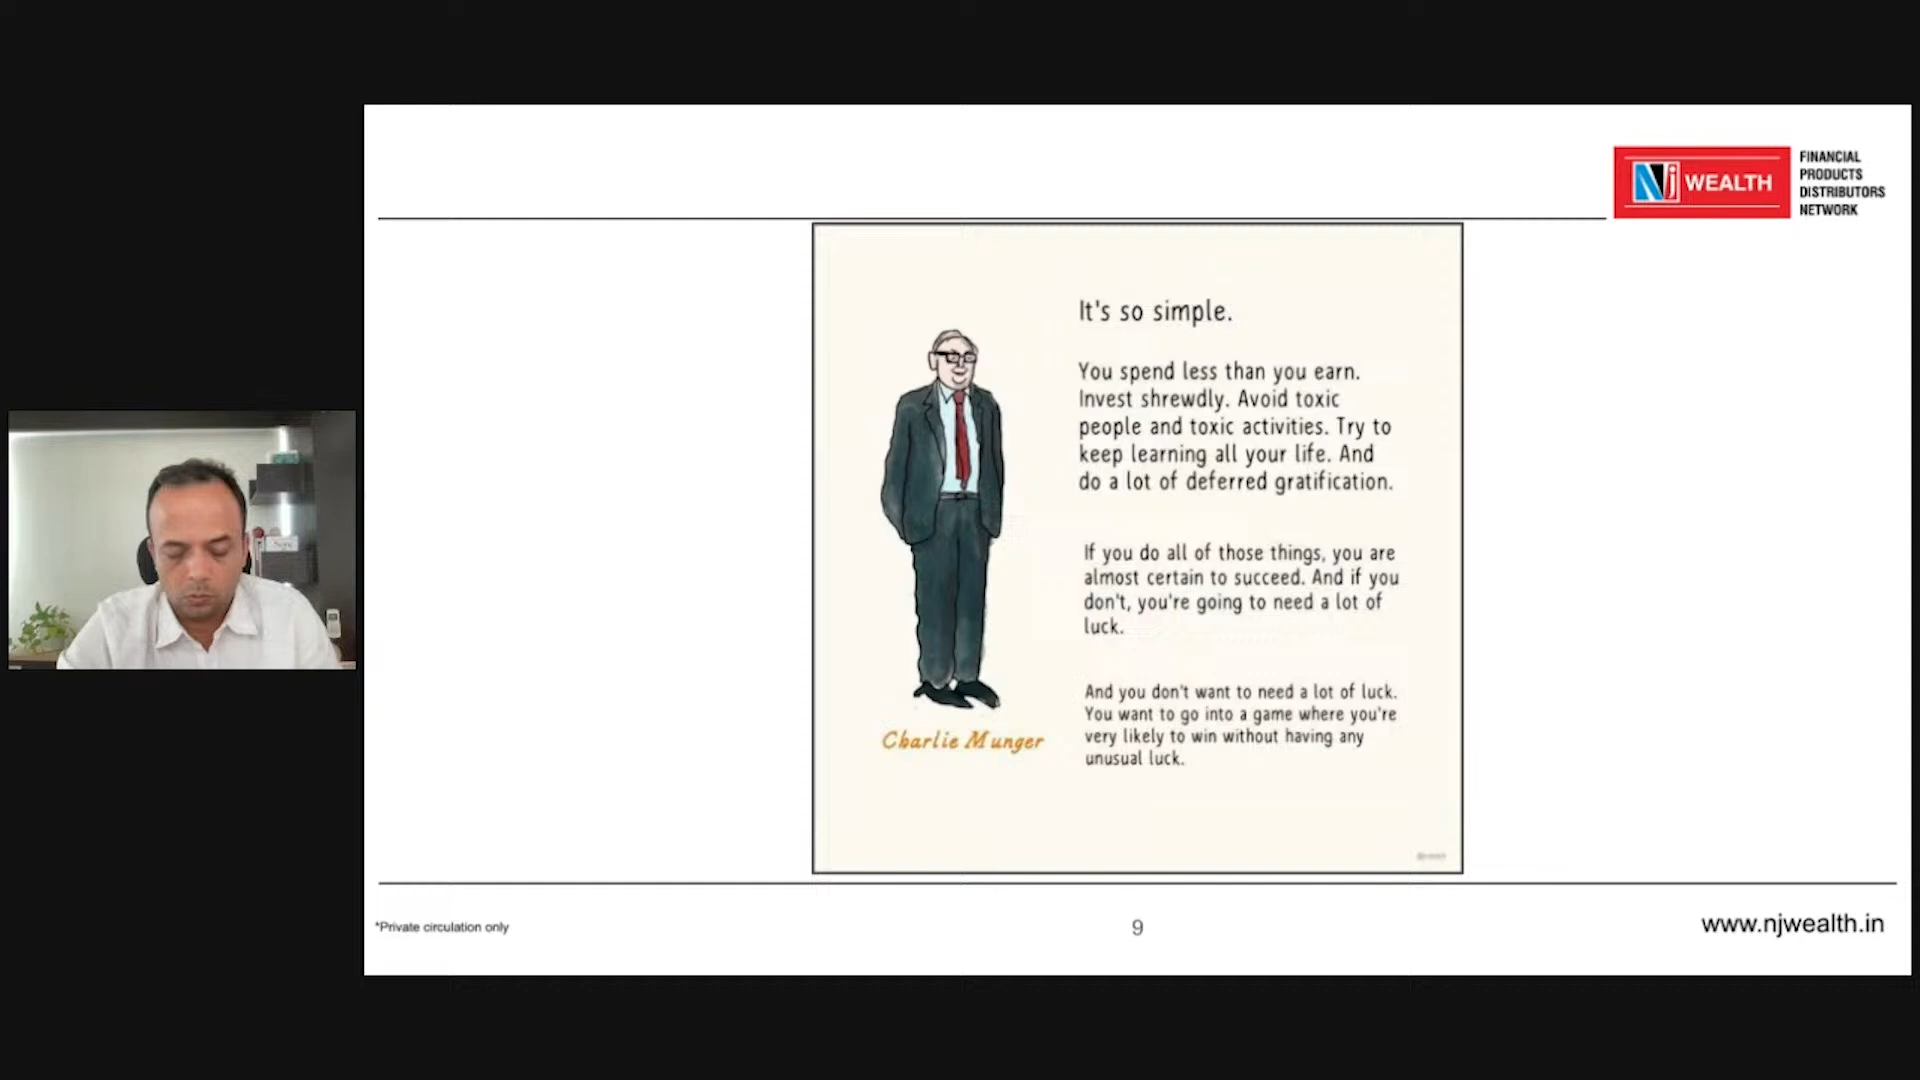 Nj WEALTH
FINANCIAL
PRODUCTS
DISTRIBUTORS
NETWORK
It's so simple.
You spend less than you earn.
Invest shrewdly. Avoid toxic
people and toxic activities. Try to
keep learning all your life. And
do a lot of deferred gratification.
If you do all of those things, you are
almost certain to succeed. And if you
don't, you're going to need a lot of
luck.
And you don't want to need a lot of luck.
You want to go into a game where you're
very likely to win without having any
unusual luck.
Charlie Munger
*Private circulation only
9
www.njwealth.in